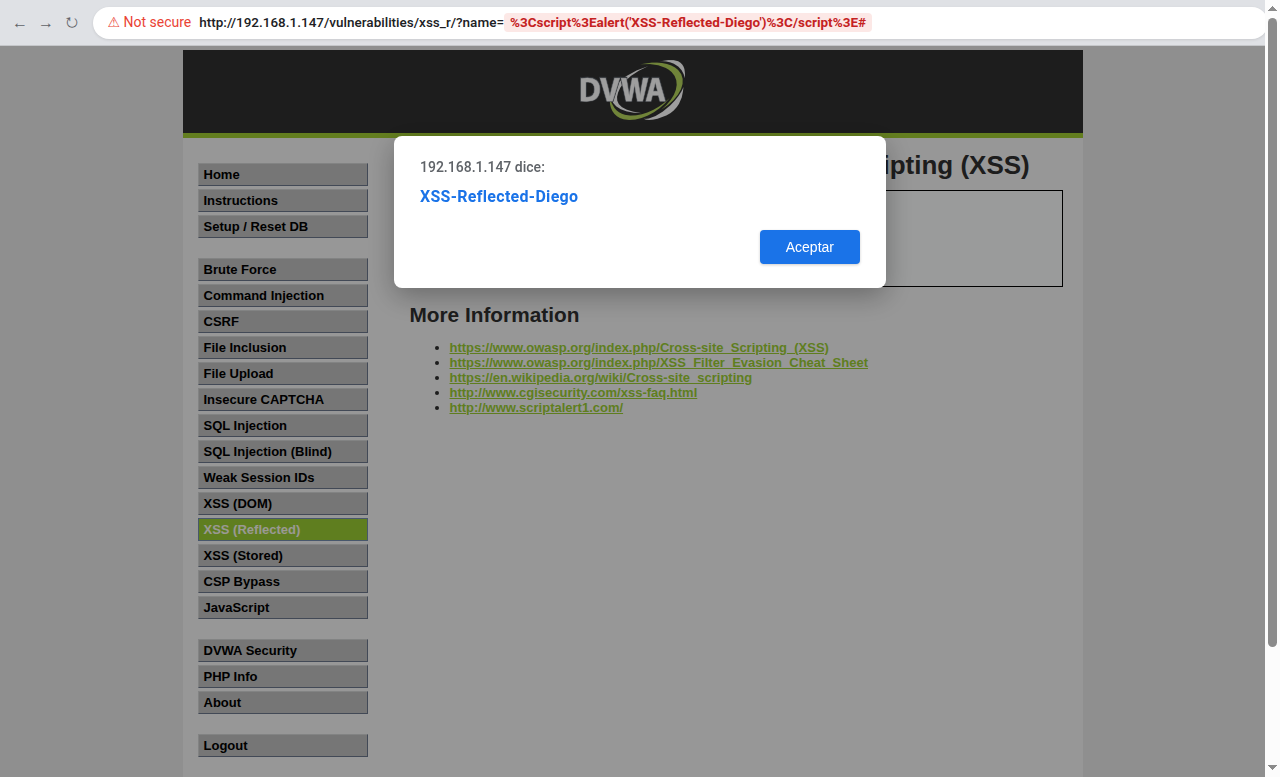 Not secure http://192.168.1.147/vulnerabilities/xss_r/?name=%3Cscript%3Ealert('XSS-Reflected-Diego')%3C/script%3E#
DVWA
192.168.1.147 dice:
XSS-Reflected-Diego
Aceptar
ipting (XSS)
Home
Instructions
Setup / Reset DB
Brute Force
Command Injection
CSRF
File Inclusion
File Upload
Insecure CAPTCHA
SQL Injection
SQL Injection (Blind)
Weak Session IDs
XSS (DOM)
XSS (Reflected)
XSS (Stored)
CSP Bypass
JavaScript
DVWA Security
PHP Info
About
Logout
More Information
https://www.owasp.org/index.php/Cross-site_Scripting_(XSS)
https://www.owasp.org/index.php/XSS_Filter_Evasion_Cheat_Sheet
https://en.wikipedia.org/wiki/Cross-site_scripting
http://www.cgisecurity.com/xss-faq.html
http://www.scriptalert1.com/